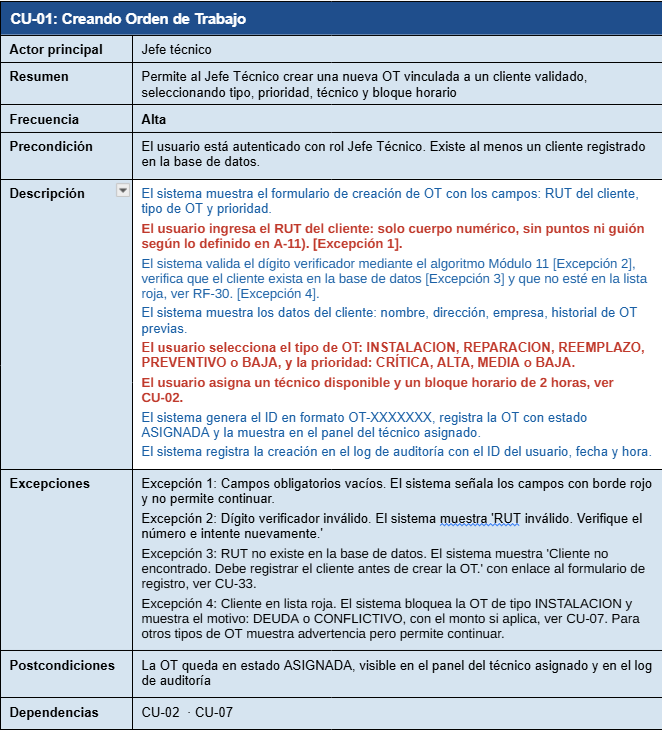 CU-01: Creando Orden de Trabajo
Actor principal
Jefe técnico
Resumen
Permite al Jefe Técnico crear una nueva OT vinculada a un cliente validado,
seleccionando tipo, prioridad, técnico y bloque horario
Frecuencia
Alta
Precondición
El usuario está autenticado con rol Jefe Técnico. Existe al menos un cliente registrado
en la base de datos.
Descripción
El sistema muestra el formulario de creación de OT con los campos: RUT del cliente,
tipo de OT y prioridad.
El usuario ingresa el RUT del cliente: solo cuerpo numérico, sin puntos ni guión
según lo definido en A-11). [Excepción 1].
El sistema valida el dígito verificador mediante el algoritmo Módulo 11 [Excepción 2],
verifica que el cliente exista en la base de datos [Excepción 3] y que no esté en la lista
roja, ver RF-30. [Excepción 4].
El sistema muestra los datos del cliente: nombre, dirección, empresa, historial de OT
previas.
El usuario selecciona el tipo de OT: INSTALACION, REPARACION, REEMPLAZO,
PREVENTIVO o BAJA, y la prioridad: CRÍTICA, ALTA, MEDIA o BAJA.
El usuario asigna un técnico disponible y un bloque horario de 2 horas, ver
CU-02.
El sistema genera el ID en formato OT-XXXXXXX, registra la OT con estado
ASIGNADA y la muestra en el panel del técnico asignado.
El sistema registra la creación en el log de auditoría con el ID del usuario, fecha y hora.
Excepciones
Excepción 1: Campos obligatorios vacíos. El sistema señala los campos con borde rojo
y no permite continuar.
Excepción 2: Dígito verificador inválido. El sistema muestra 'RUT inválido. Verifique el
número e intente nuevamente.'
Excepción 3: RUT no existe en la base de datos. El sistema muestra 'Cliente no
encontrado. Debe registrar el cliente antes de crear la OT.' con enlace al formulario de
registro, ver CU-33.
Excepción 4: Cliente en lista roja. El sistema bloquea la OT de tipo INSTALACION y
muestra el motivo: DEUDA o CONFLICTIVO, con el monto si aplica, ver CU-07. Para
otros tipos de OT muestra advertencia pero permite continuar.
Postcondiciones
La OT queda en estado ASIGNADA, visible en el panel del técnico asignado y en el log
de auditoría
Dependencias
CU-02 · CU-07